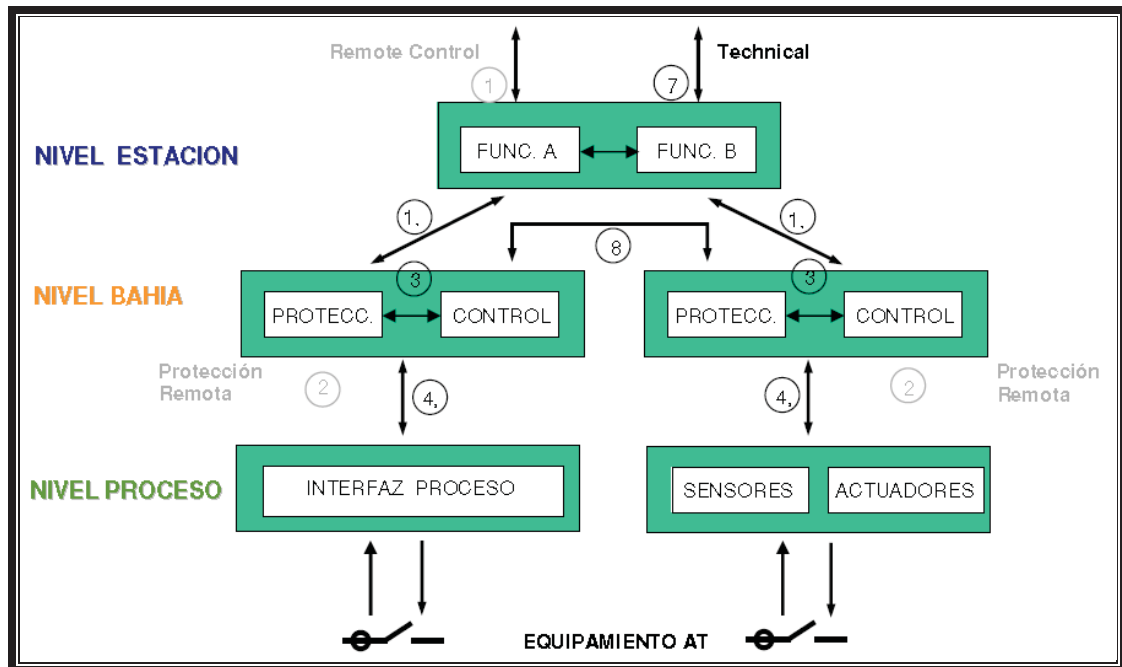 Remote Control
Technical
1
7
NIVEL ESTACION
FUNC. A
FUNC. B
1,
1,
8
3
3
NIVEL BAHIA
PROTECC.
CONTROL
PROTECC.
CONTROL
Protección
Remota
2
4,
4,
2
Protección
Remota
NIVEL PROCESO
INTERFAZ PROCESO
SENSORES
ACTUADORES
EQUIPAMIENTO AT